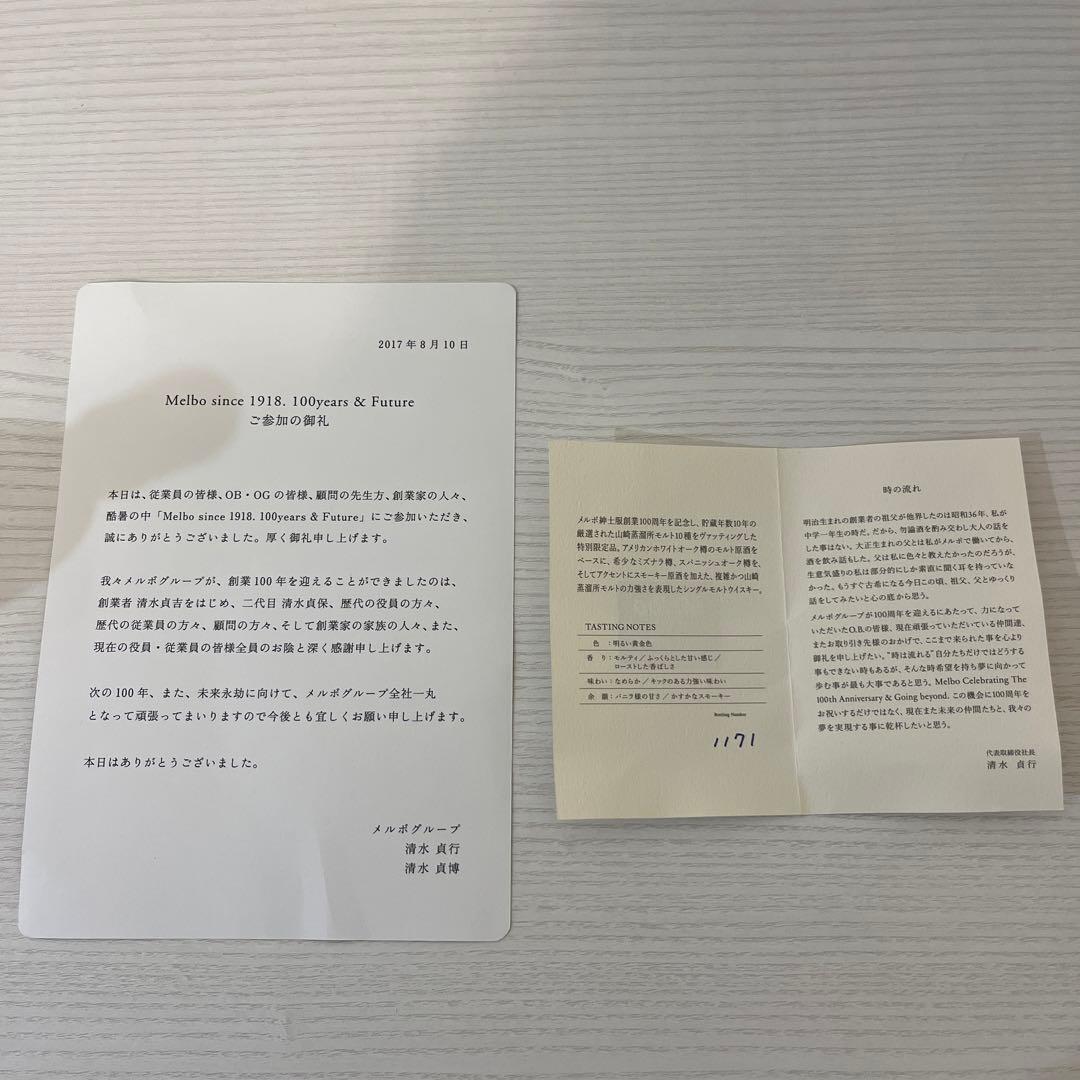 2017年8月10日
Melbo since 1918. 100years & Future
ご参加の御礼
本日は、従業員の皆様、OB・OGの皆様、顧問の先生方、創業家の人々、
酷暑の中「Melbo since 1918. 100years & Future」にご参加いただき、
誠にありがとうございました。厚く御礼申し上げます。
我々メルボグループが、創業100年を迎えることができましたのは、
創業者 清水貞吉をはじめ、二代目 清水貞保、歴代の役員の方々、
歴代の従業員の方々、顧問の方々、そして創業家の家族の人々、また、
現在の役員・従業員の皆様全員のお陰と深く感謝申し上げます。
次の100年、また、未来永劫に向けて、メルボグループ全社一丸
となって頑張ってまいりますので今後とも宜しくお願い申し上げます。
本日はありがとうございました。
メルボグループ
清水 貞行
清水 貞博
メルボ紳士服創業100周年を記念し、貯蔵年数10年の
厳選された山崎蒸溜所モルト10種をヴァッティングした
特別限定品。アメリカンホワイトオーク樽のモルト原酒を
ベースに、希少なミズナラ樽、スパニッシュオーク樽を、
そしてアクセントにスモーキー原酒を加えた、複雑かつ山崎
蒸溜所モルトの力強さを表現したシングルモルトウイスキー。
TASTING NOTES
色 : 明るい黄金色
香り : モルティ / ふっくらとした甘い感じ /
ローストした香ばしさ
味わい : なめらか / キックのある力強い味わい
余 韻 : バニラ様の甘さ / かすかなスモーキー
Bottling Number
1171
時の流れ
明治生まれの創業者の祖父が他界したのは昭和36年、私が
中学一年生の時だ。だから、勿論酒を酌み交わし大人の話を
した事はない。大正生まれの父とは私がメルボで働いてから、
酒を飲み話もした。父は私に色々と教えたかったのだろうが、
生意気盛りの私は部分的にしか素直に聞く耳を持っていな
かった。もうすぐ古希になる今日この頃、祖父、父とゆっくり
話をしてみたいと心の底から思う。
メルボグループが100周年を迎えるにあたって、力になって
いただいたO.B.の皆様、現在頑張っていただいている仲間達、
またお取引き先様のおかげで、ここまで来られた事を心より
御礼を申し上げたい。“時は流れる”自分たちだけではどうする
事もできない時もあるが、そんな時希望を持ち夢に向かって
歩む事が最も大事であると思う。Melbo Celebrating The
100th Anniversary & Going beyond. この機会に100周年を
お祝いするだけではなく、現在また未来の仲間たちと、我々の
夢を実現する事に乾杯したいと思う。
代表取締役社長
清水 貞行